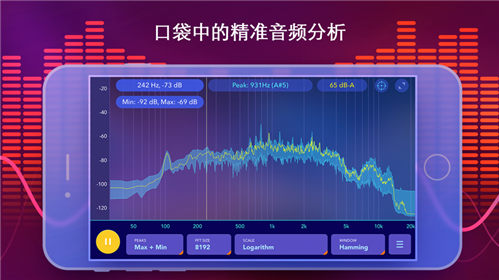 口袋中的精准音频分析
242 Hz, -73 dB
Peak: 931Hz (A#5)
65 dB-A
Min: -92 dB, Max: -69 dB
-20
-40
-60
-80
-100
-120
50 100 200 500 1k 2k 5k 10k 20k
PEAKS FFT SIZE SCALE WINDOW
Max + Min 8192 Logarithm Hamming